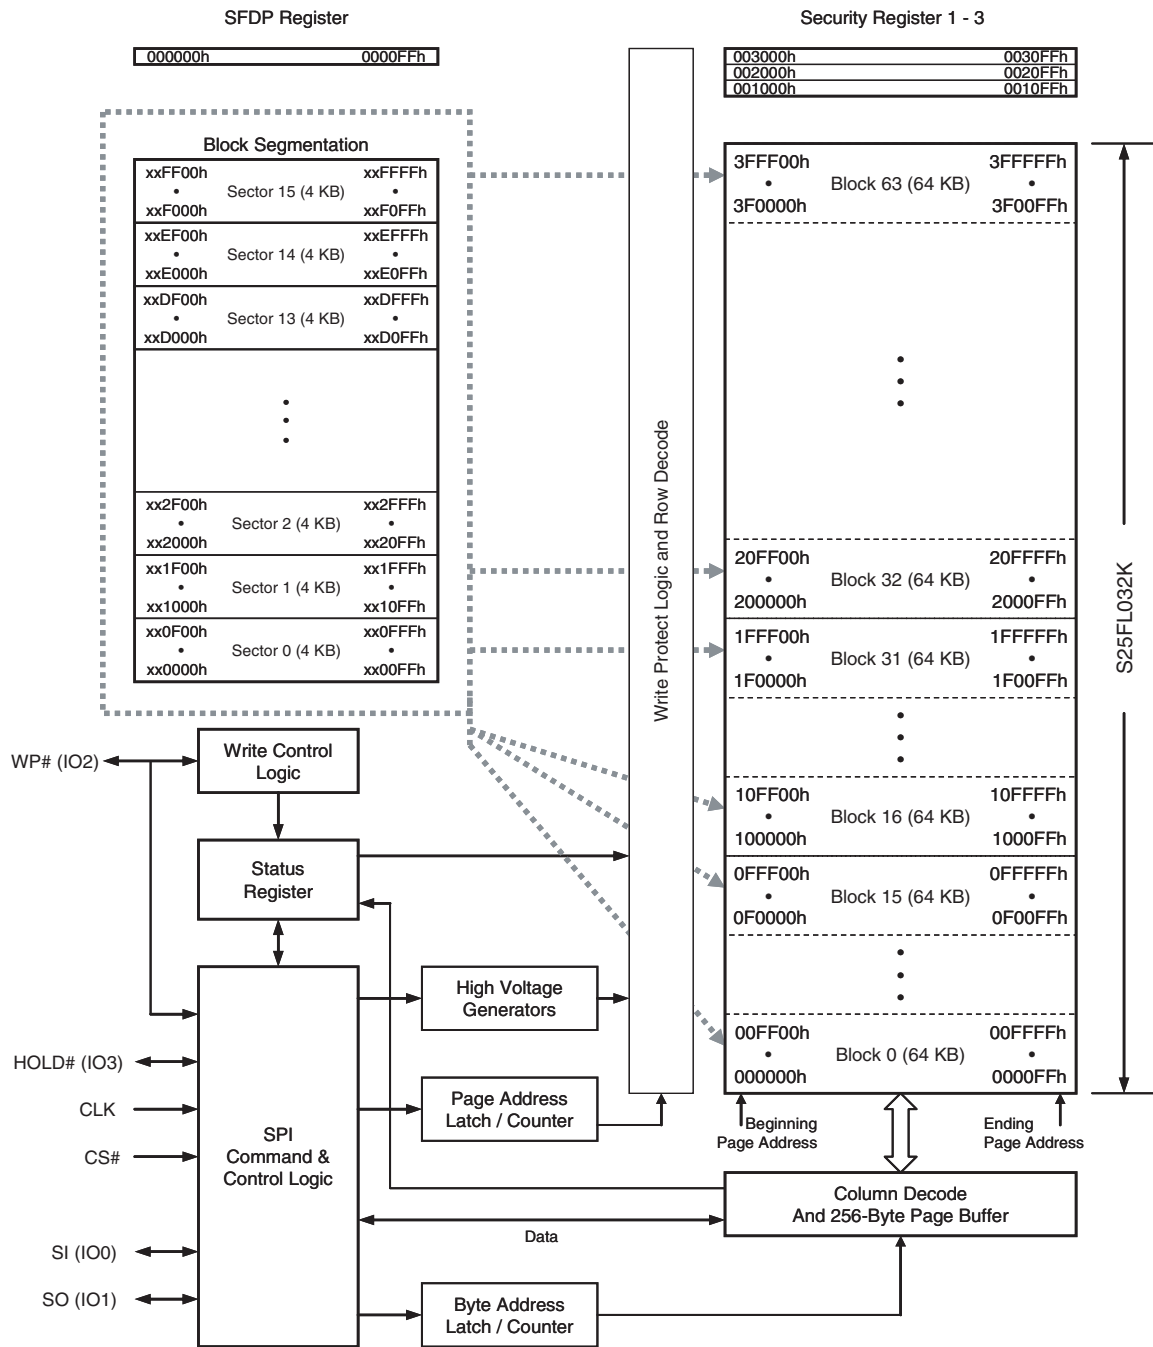 SFDP Register
000000h 0000FFh
Security Register 1 - 3
003000h 0030FFh
002000h 0020FFh
001000h 0010FFh
Block Segmentation
xxFF00h xxFFFFh
Sector 15 (4 KB)
xxF000h xxF0FFh
xxEF00h xxEFFFh
Sector 14 (4 KB)
xxE000h xxE0FFh
xxDF00h xxDFFFh
Sector 13 (4 KB)
xxD000h xxD0FFh
xx2F00h xx2FFFh
Sector 2 (4 KB)
xx2000h xx20FFh
xx1F00h xx1FFFh
Sector 1 (4 KB)
xx1000h xx10FFh
xx0F00h xx0FFFh
Sector 0 (4 KB)
xx0000h xx00FFh
Write Protect Logic and Row Decode
3FFF00h 3FFFFFh
Block 63 (64 KB)
3F0000h 3F00FFh
20FF00h 20FFFFh
Block 32 (64 KB)
200000h 2000FFh
1FFF00h 1FFFFFh
Block 31 (64 KB)
1F0000h 1F00FFh
10FF00h 10FFFFh
Block 16 (64 KB)
100000h 1000FFh
0FFF00h 0FFFFFh
Block 15 (64 KB)
0F0000h 0F00FFh
00FF00h 00FFFFh
Block 0 (64 KB)
000000h 0000FFh
S25FL032K
Beginning
Page Address
Ending
Page Address
WP# (IO2)
Write Control
Logic
Status
Register
High Voltage
Generators
HOLD# (IO3)
CLK
CS#
SPI
Command &
Control Logic
Page Address
Latch / Counter
Column Decode
And 256-Byte Page Buffer
Data
SI (IO0)
SO (IO1)
Byte Address
Latch / Counter